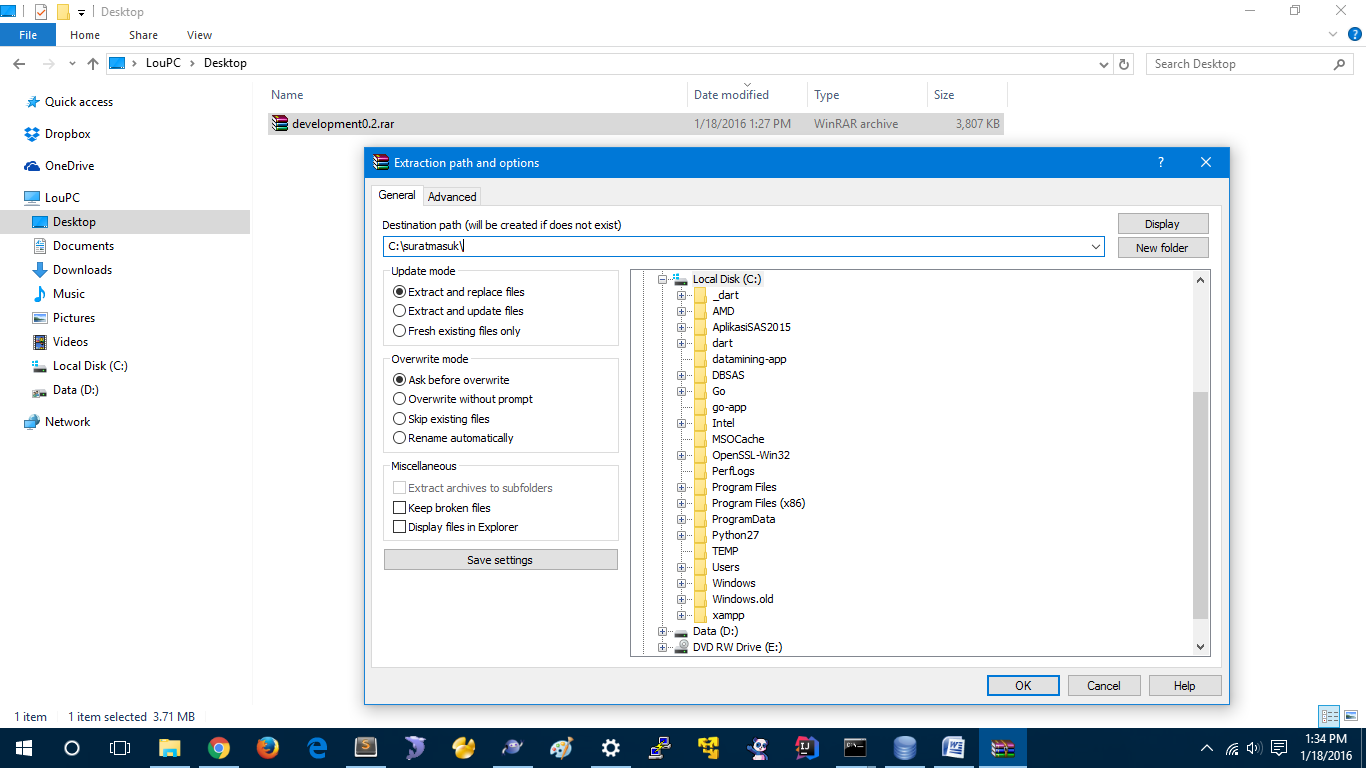 Desktop
File Home Share View
LouPC Desktop
Search Desktop
Name Date modified Type Size
development0.2.rar 1/18/2016 1:27 PM WinRAR archive 3,807 KB
Quick access
Dropbox
OneDrive
LouPC
Desktop
Documents
Downloads
Music
Pictures
Videos
Local Disk (C:)
Data (D:)
Network
Extraction path and options
?
General Advanced
Destination path (will be created if does not exist)
C:\suratmasuk\
Display
New folder
Update mode
Extract and replace files
Extract and update files
Fresh existing files only
Overwrite mode
Ask before overwrite
Overwrite without prompt
Skip existing files
Rename automatically
Miscellaneous
Extract archives to subfolders
Keep broken files
Display files in Explorer
Save settings
Local Disk (C:)
_dart
AMD
AplikasiSAS2015
dart
datamining-app
DBSAS
Go
go-app
Intel
MSOCache
OpenSSL-Win32
PerfLogs
Program Files
Program Files (x86)
ProgramData
Python27
TEMP
Users
Windows
Windows.old
xampp
Data (D:)
DVD RW Drive (E:)
OK Cancel Help
1 item 1 item selected 3.71 MB
1:34 PM
1/18/2016